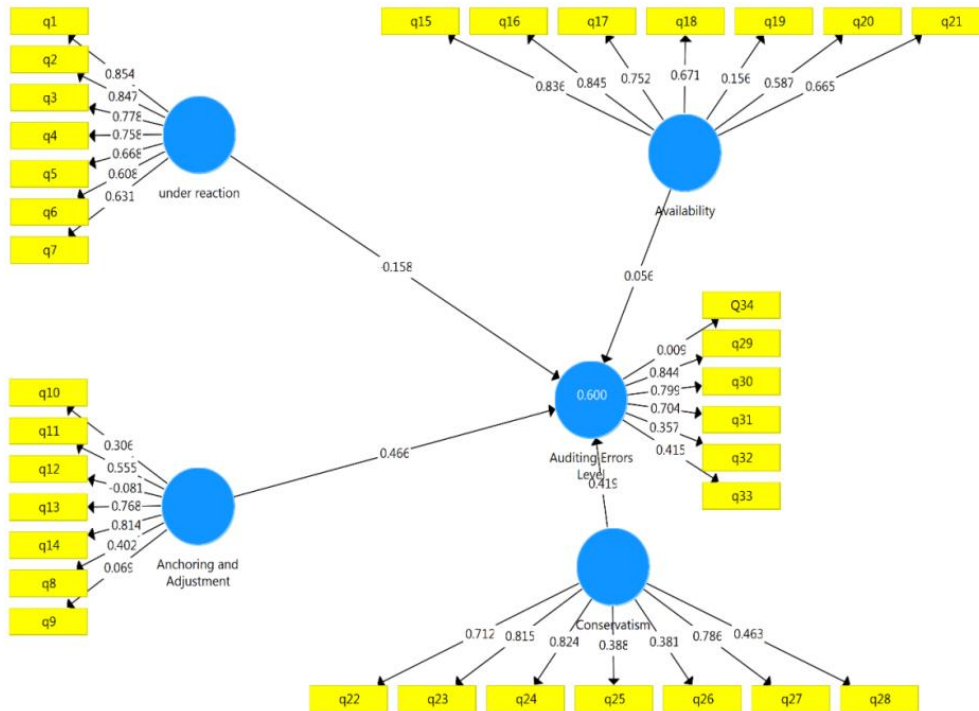 q1
q2
q3
q4
q5
q6
q7
0.854
0.847
0.778
0.758
0.668
0.608
0.631
under reaction
q15
q16
q17
q18
q19
q20
q21
0.836
0.845
0.752
0.671
0.156
0.587
0.665
Availability
-0.158
0.056
Q34
q29
q30
q31
q32
q33
0.009
0.844
0.799
0.704
0.357
0.415
0.600
Auditing Errors
Level
q10
q11
q12
q13
q14
q8
q9
0.306
0.555
-0.081
0.768
0.814
0.402
0.069
Anchoring and
Adjustment
0.466
0.419
Conservatism
0.712
0.815
0.824
0.388
0.381
0.786
0.463
q22
q23
q24
q25
q26
q27
q28